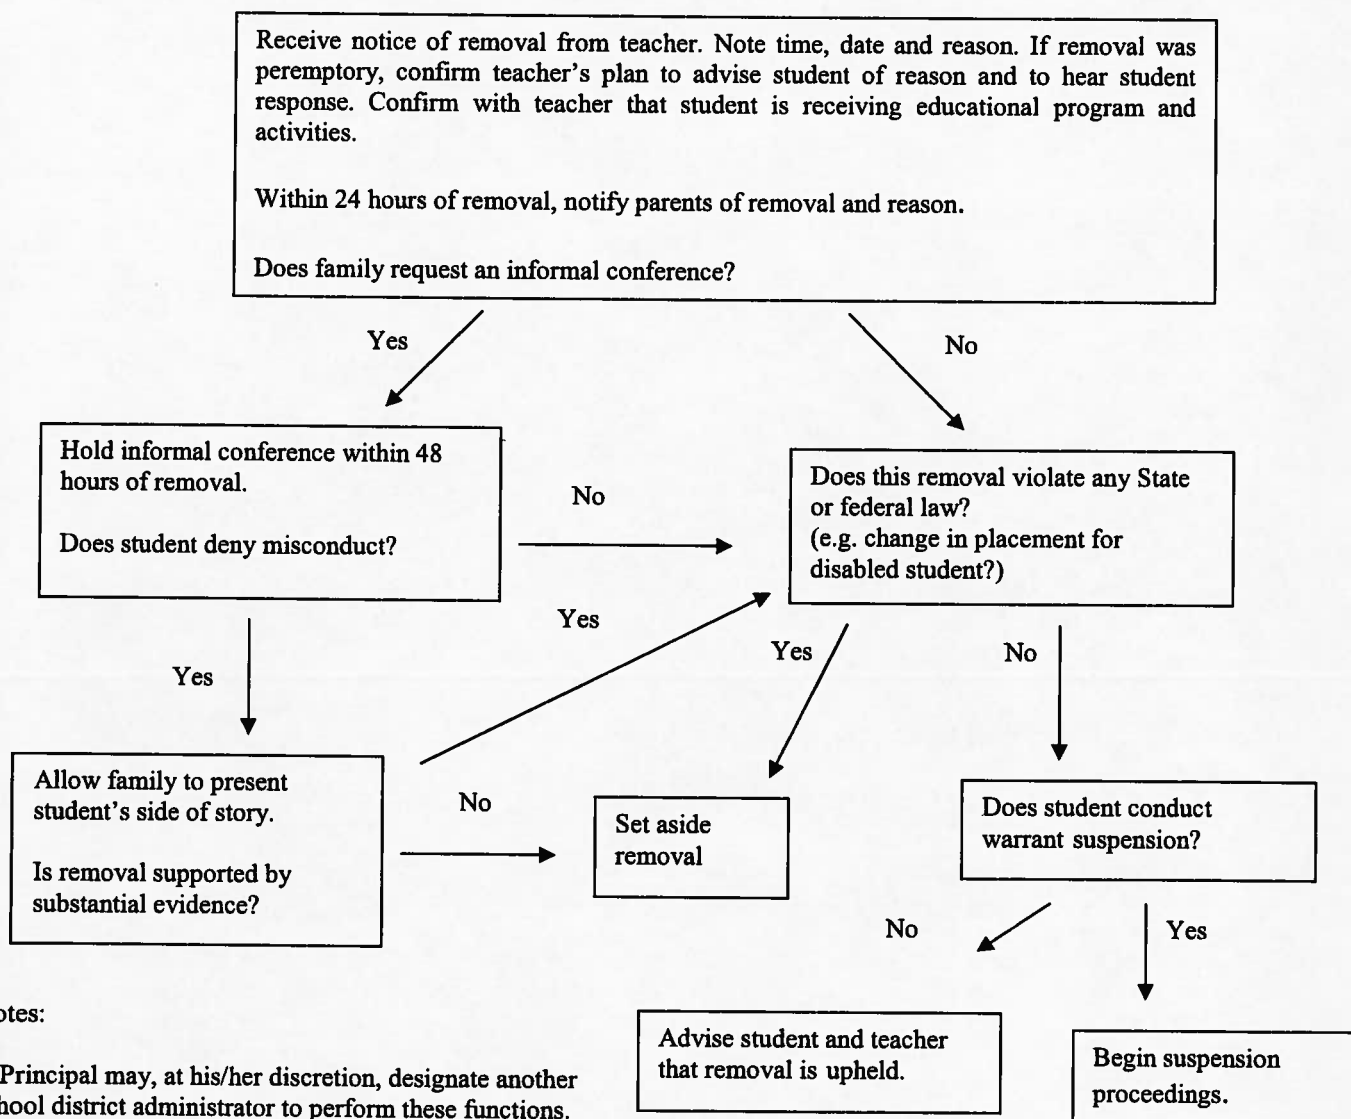 Receive notice of removal from teacher. Note time, date and reason. If removal was
peremptory, confirm teacher's plan to advise student of reason and to hear student
response. Confirm with teacher that student is receiving educational program and
activities.
Within 24 hours of removal, notify parents of removal and reason.
Does family request an informal conference?
Yes
No
Hold informal conference within 48
hours of removal.
Does student deny misconduct?
No
Does this removal violate any State
or federal law?
(e.g. change in placement for
disabled student?)
Yes
Yes
Yes
No
Allow family to present
student's side of story.
Is removal supported by
substantial evidence?
No
Set aside
removal
Does student conduct
warrant suspension?
No
Yes
otes:
Principal may, at his/her discretion, designate another
hool district administrator to perform these functions.
Advise student and teacher
that removal is upheld.
Begin suspension
proceedings.